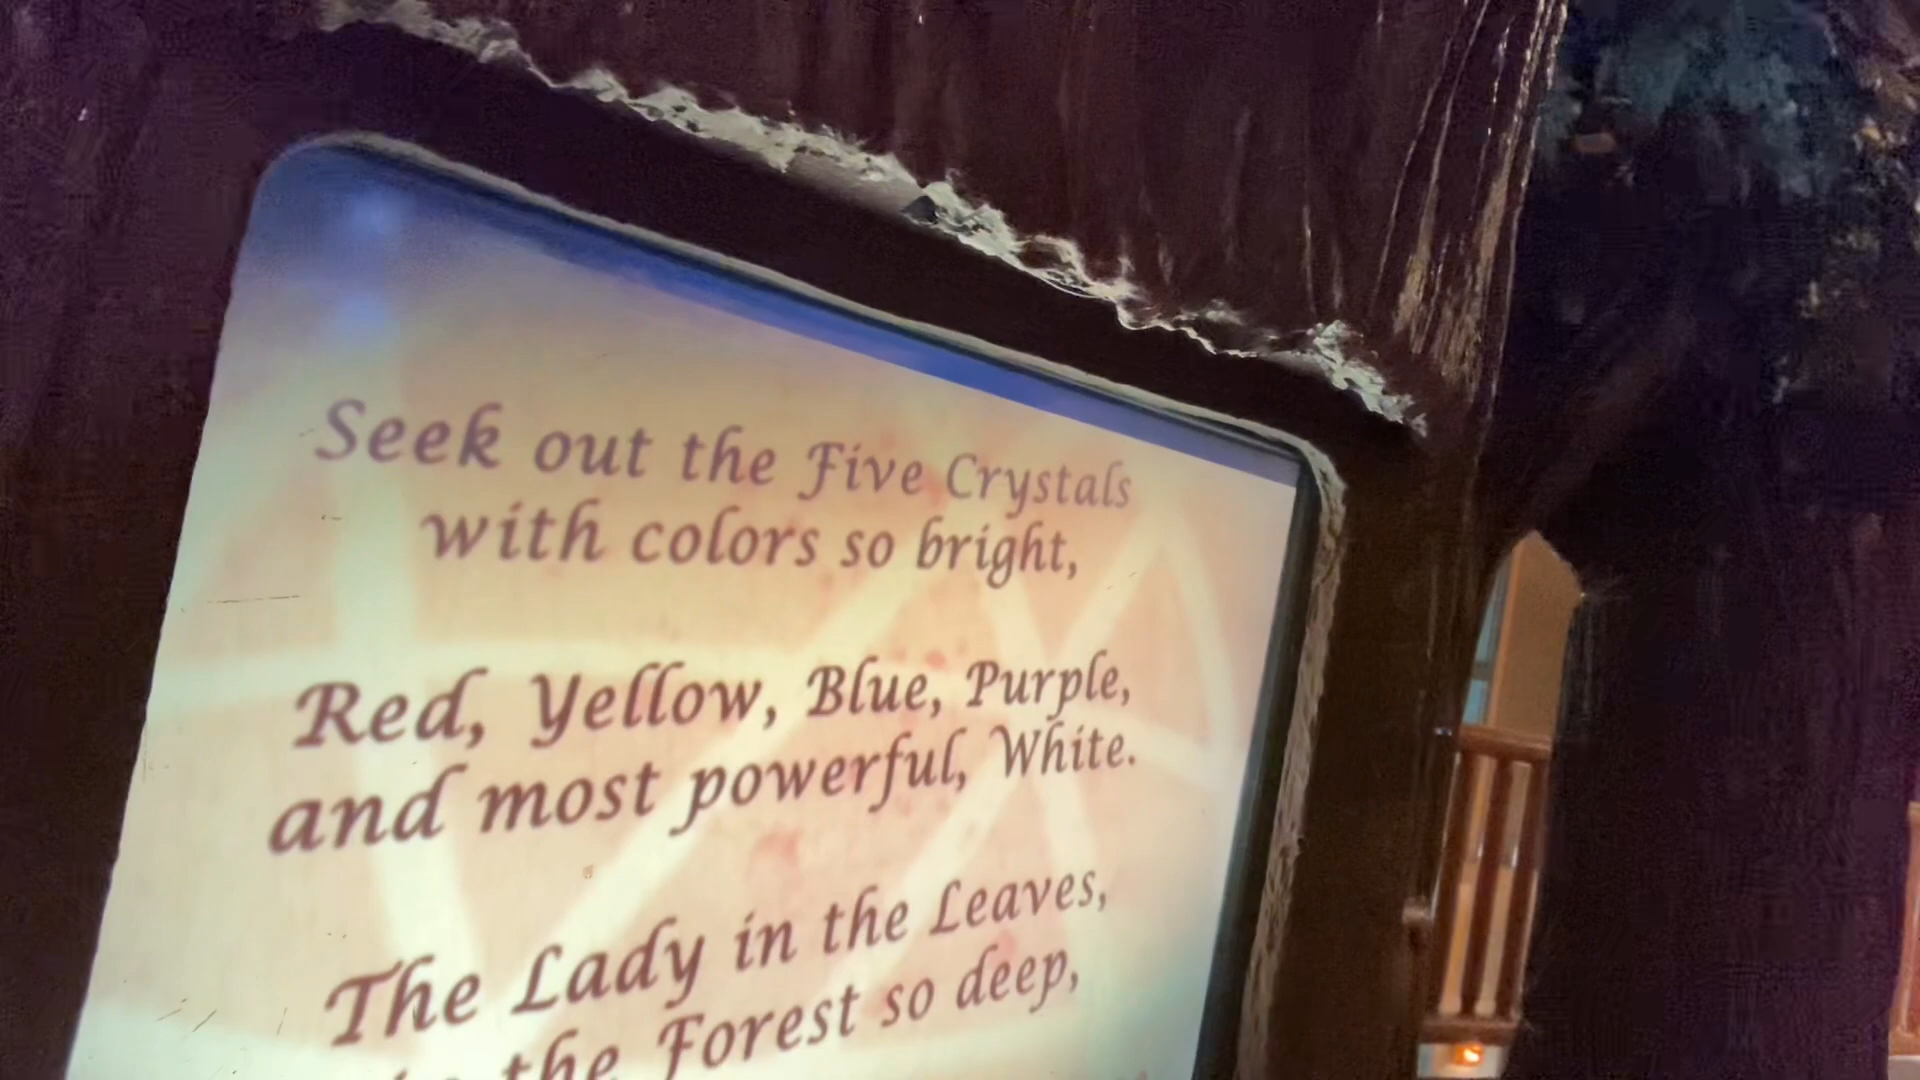 Seek out the Five Crystals
with colors so bright,
Red, Yellow, Blue, Purple,
and most powerful, White.
The Lady in the Leaves,
the Forest so deep,